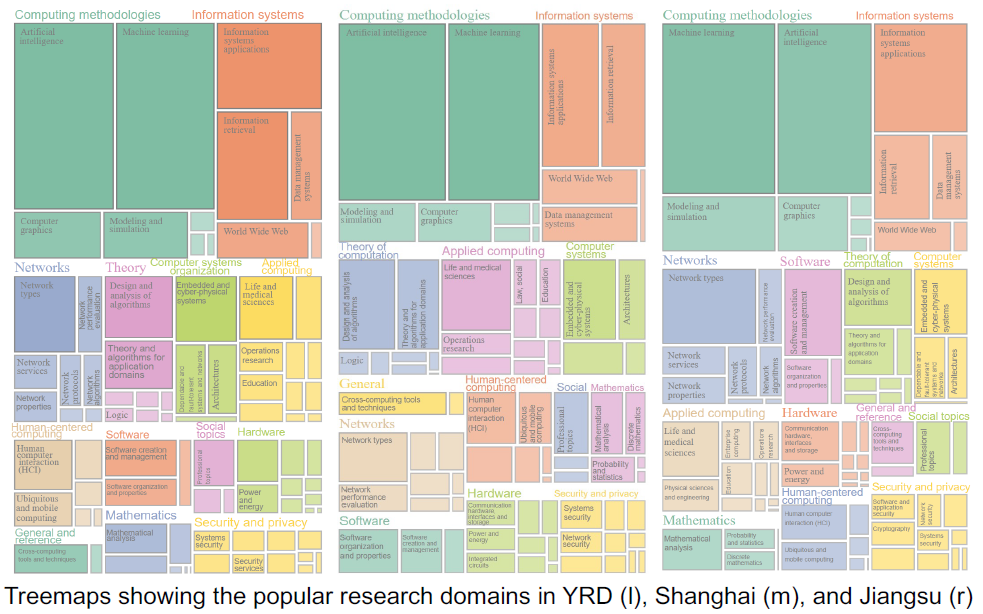 Computing methodologies
Information systems
Artificial
intelligence
Machine learning
Information
systems
applications
Information
retrieval
Data management
systems
Computer
graphics
Modeling and
simulation
World Wide Web
Networks
Theory
Computer systems
organization
Applied
computing
Network
types
Network
performance
evaluation
Design and
analysis of
algorithms
Embedded and
cyber-physical
systems
Life and
medical
sciences
Network
services
Network
protocols
Network
algorithms
Network
properties
Theory and
algorithms for
application
domains
Logic
Dependable and
fault-tolerant
systems and networks
Architectures
Operations
research
Education
Human-centered
computing
Software
Social
topics
Hardware
Human
computer
interaction
(HCI)
Ubiquitous
and mobile
computing
Software creation
and management
Software organization
and properties
Professional
topics
Power
and
energy
General and
reference
Mathematics
Security and privacy
Cross-computing
tools and techniques
Mathematical
analysis
Systems
security
Security
services
Computing methodologies
Information systems
Artificial intelligence
Machine learning
Information systems
applications
Information retrieval
World Wide Web
Modeling and
simulation
Computer
graphics
Data management
systems
Theory of
computation
Applied computing
Computer
systems
Design and analysis
of algorithms
Theory and
algorithms for
application domains
Logic
Life and medical
sciences
Law, social
Education
Operations
research
Embedded and
cyber-physical
systems
Architectures
General
Human-centered
computing
Social
Mathematics
Cross-computing tools
and techniques
Human
computer
interaction (HCI)
Ubiquitous
and mobile
computing
Professional
topics
Mathematical
analysis
Discrete
mathematics
Probability
and
statistics
Networks
Network types
Network
performance
evaluation
Hardware
Security and privacy
Communication
hardware,
interfaces and
storage
Power and
energy
Integrated
circuits
Systems
security
Network
security
Software
Software
organization and
properties
Software
creation and
management
Computing methodologies
Information systems
Machine learning
Artificial
intelligence
Information
systems
applications
Information
retrieval
Data
management
systems
Modeling and
simulation
Computer
graphics
World Wide Web
Networks
Software
Theory of
computation
Computer
systems
Network types
Network performance
evaluation
Software creation
and management
Design and
analysis of
algorithms
Embedded and
cyber-physical
systems
Network
services
Network
protocols
Network
algorithms
Network
properties
Software
organization
and properties
Theory and
algorithms for
application
domains
Dependable and
fault-tolerant
systems and
networks
Architectures
Applied computing
Hardware
General and
reference
Social topics
Life and
medical
sciences
Enterprise
computing
Operations
research
Physical sciences
and engineering
Education
Communication
hardware,
interfaces
and storage
Power and
energy
Cross-
computing
tools and
techniques
Professional
topics
Human-centered
computing
Security and privacy
Human computer
interaction (HCI)
Ubiquitous and
mobile computing
Software and
application
security
Network
security
Cryptography
Systems
security
Mathematics
Mathematical
analysis
Probability
and statistics
Discrete
mathematics
Treemaps showing the popular research domains in YRD (l), Shanghai (m), and Jiangsu (r)